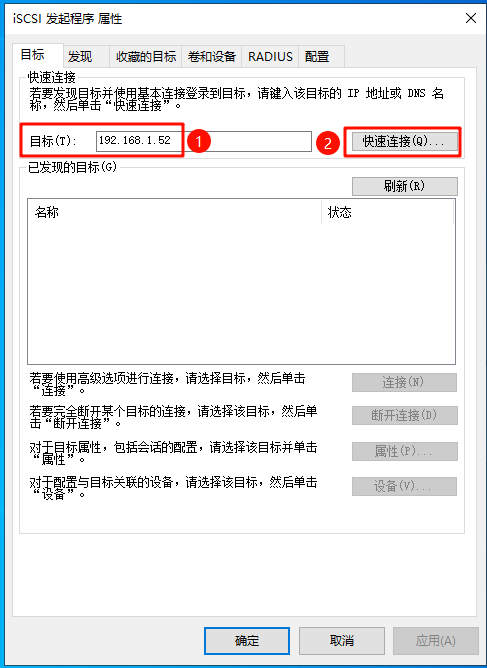 iSCSI 发起程序 属性
目标 发现 收藏的目标 卷和设备 RADIUS 配置
快速连接
若要发现目标并使用基本连接登录到目标，请键入该目标的 IP 地址或 DNS 名
称，然后单击“快速连接”。
目标(T): 192.168.1.52 1 2 快速连接(Q)...
已发现的目标(G)
刷新(R)
名称 状态
若要使用高级选项进行连接，请选择目标，然后单击
“连接”。
连接(N)
若要完全断开某个目标的连接，请选择该目标，然后单
击“断开连接”。
断开连接(D)
对于目标属性，包括会话的配置，请选择该目标并单击
“属性”。
属性(P)...
对于配置与目标关联的设备，请选择该目标，然后单击
“设备”。
设备(V)...
确定 取消 应用(A)